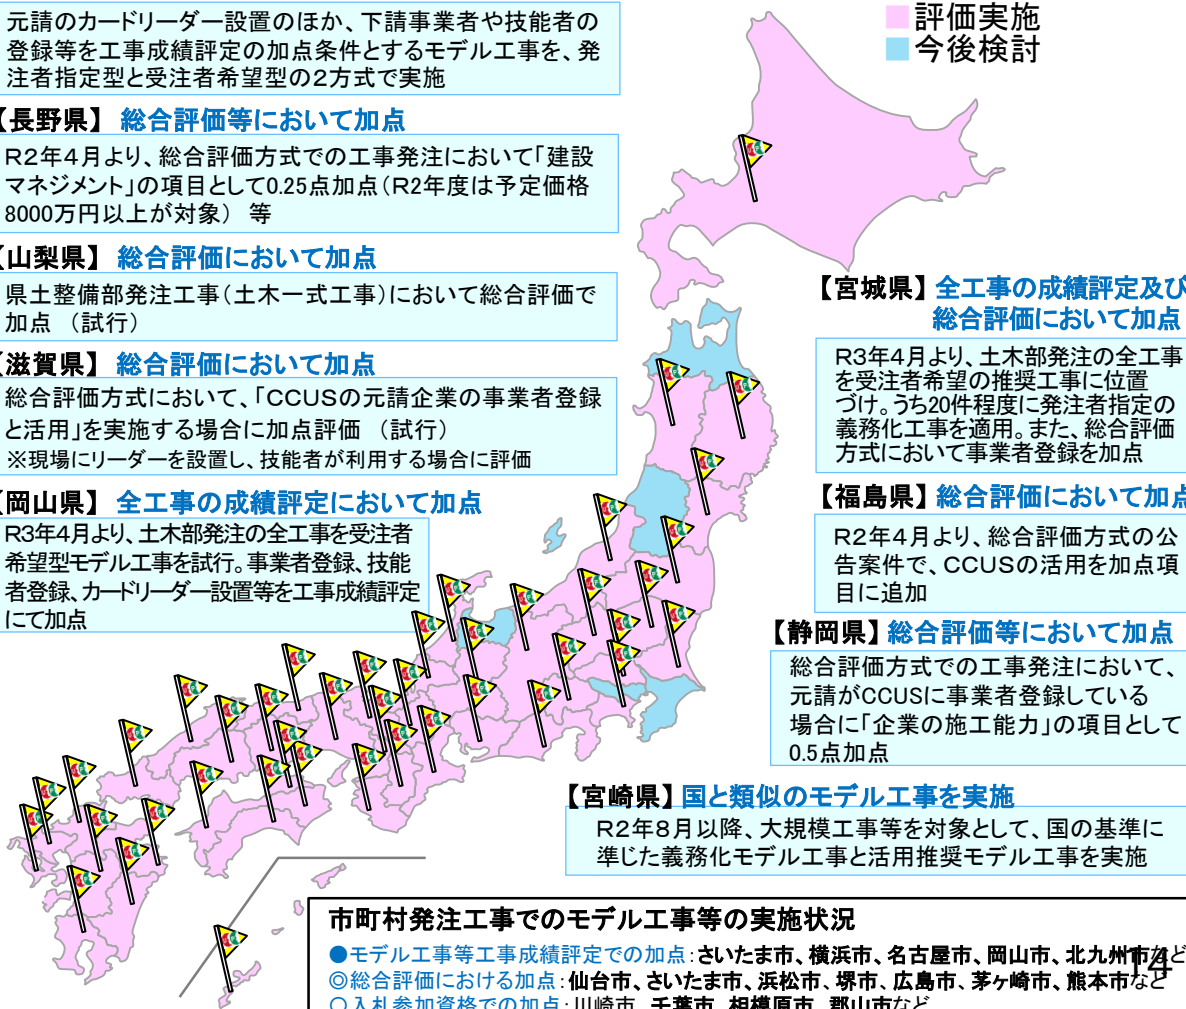 元請のカードリーダー設置のほか、下請事業者や技能者の
登録等を工事成績評定の加点条件とするモデル工事を、発
注者指定型と受注者希望型の２方式で実施
【長野県】 総合評価等において加点
R２年４月より、総合評価方式での工事発注において「建設
マネジメント」の項目として0.25点加点（R２年度は予定価格
8000万円以上が対象） 等
【山梨県】 総合評価において加点
県土整備部発注工事（土木一式工事）において総合評価で
加点 （試行）
【滋賀県】 総合評価において加点
総合評価方式において、「CCUSの元請企業の事業者登録
と活用」を実施する場合に加点評価 （試行）
※現場にリーダーを設置し、技能者が利用する場合に評価
【岡山県】 全工事の成績評定において加点
R3年４月より、土木部発注の全工事を受注者
希望型モデル工事を試行。事業者登録、技能
者登録、カードリーダー設置等を工事成績評定
にて加点
評価実施
今後検討
【宮城県】 全工事の成績評定及び
総合評価において加点
R３年４月より、土木部発注の全工事
を受注者希望の推奨工事に位置
づけ。うち20件程度に発注者指定の
義務化工事を適用。また、総合評価
方式において事業者登録を加点
【福島県】 総合評価において加点
R２年４月より、総合評価方式の公
告案件で、CCUSの活用を加点項
目に追加
【静岡県】 総合評価等において加点
総合評価方式での工事発注において、
元請がCCUSに事業者登録している
場合に「企業の施工能力」の項目として
0.5点加点
【宮崎県】 国と類似のモデル工事を実施
R２年８月以降、大規模工事等を対象として、国の基準に
準じた義務化モデル工事と活用推奨モデル工事を実施
市町村発注工事でのモデル工事等の実施状況
●モデル工事等工事成績評定での加点：さいたま市、横浜市、名古屋市、岡山市、北九州市など
◎総合評価における加点：仙台市、さいたま市、浜松市、堺市、広島市、茅ヶ崎市、熊本市など
○入札参加資格での加点：川崎市、千葉市、相模原市、郡山市など
14